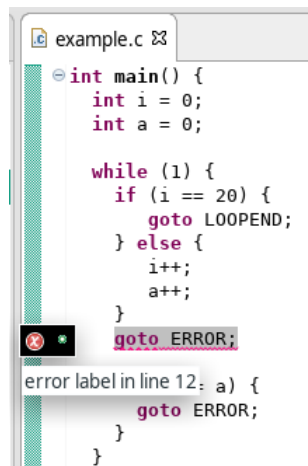 example.c
int main() {
int i = 0;
int a = 0;
while (1) {
if (i == 20) {
goto LOOPEND;
} else {
i++;
a++;
}
goto ERROR;
error label in line 12
= a) {
goto ERROR;
}
}